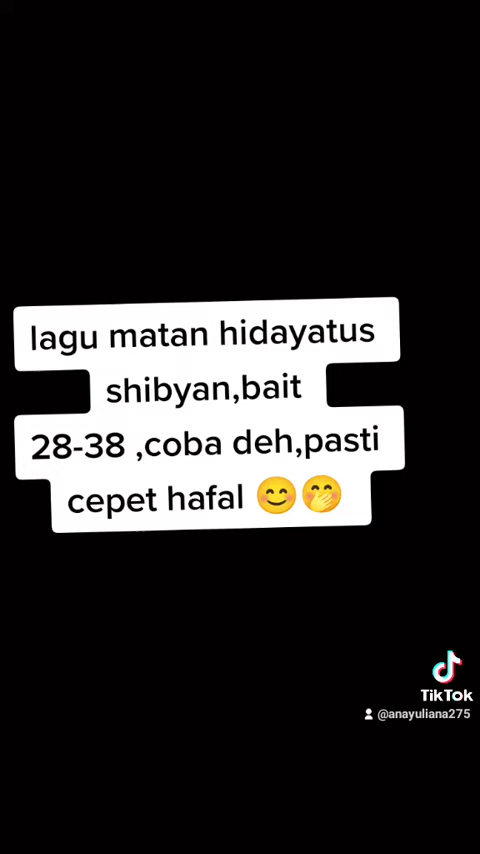 lagu matan hidayatus
shibyan,bait
28-38 ,coba deh,pasti
cepet hafal 😊🤭
TikTok
@anayuliana275